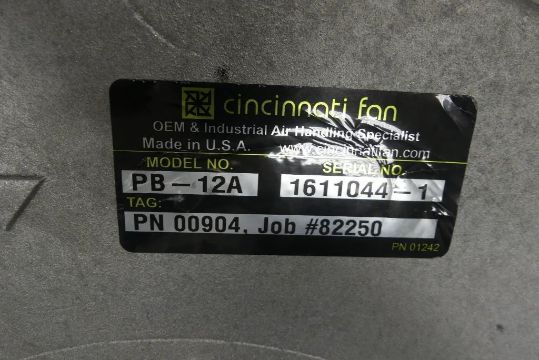 cincinnati fan
OEM & Industrial Air Handling Specialist
Made in U.S.A. www.cincinnatifan.com
MODEL NO. SERIAL NO.
PB-12A 1611044-1
TAG:
PN 00904, Job #82250
PN 01242